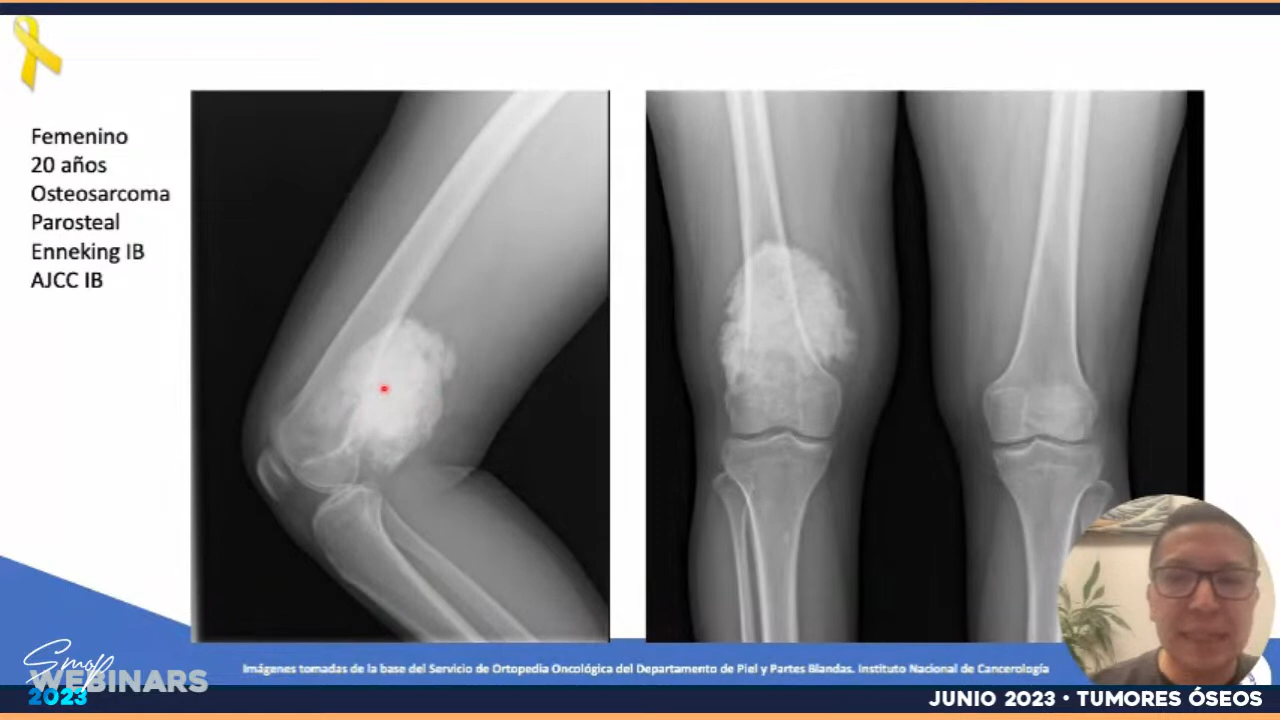 Femenino
20 años
Osteosarcoma
Parosteal
Enneking IB
AJCC IB
Imágenes tomadas de la base del Servicio de Ortopedia Oncológica del Departamento de Piel y Partes Blandas. Instituto Nacional de Cancerología
Smop
WEBINARS
2023
JUNIO 2023 • TUMORES ÓSEOS